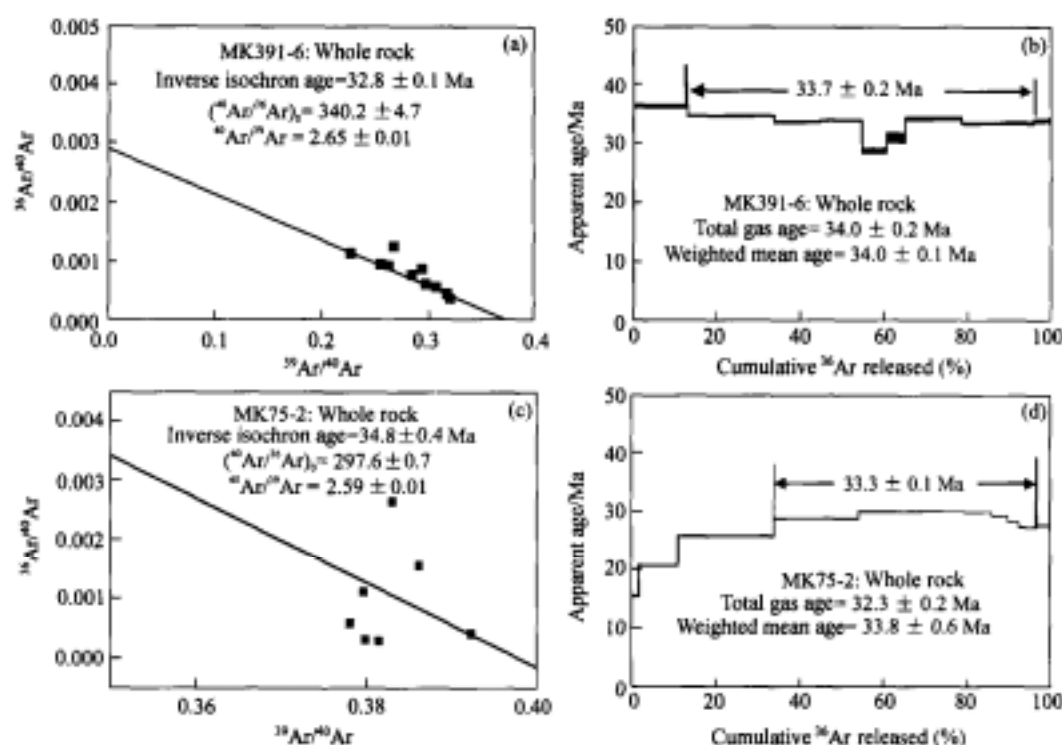 (a)
MK391-6: Whole rock
Inverse isochron age=32.8 ± 0.1 Ma
= 340.2 ± 4.7
= 2.65 ± 0.01
³⁶Ar/⁴⁰Ar
0.005
0.004
0.003
0.002
0.001
0.000
0.0 0.1 0.2 0.3 0.4
³⁹Ar/⁴⁰Ar
(b)
33.7 ± 0.2 Ma
MK391-6: Whole rock
Total gas age= 34.0 ± 0.2 Ma
Weighted mean age= 34.0 ± 0.1 Ma
Apparent age/Ma
50
40
30
20
10
0
0 20 40 60 80 100
Cumulative ³⁶Ar released (%)
(c)
MK75-2: Whole rock
Inverse isochron age=34.8±0.4 Ma
297.6±0.7
= 2.59 ± 0.01
³⁶Ar/⁴⁰Ar
0.004
0.003
0.002
0.001
0.000
0.36 0.38 0.40
³⁹Ar/⁴⁰Ar
(d)
33.3 ± 0.1 Ma
MK75-2: Whole rock
Total gas age= 32.3 ± 0.2 Ma
Weighted mean age= 33.8 ± 0.6 Ma
Apparent age/Ma
50
40
30
20
10
0
0 20 40 60 80 100
Cumulative ³⁶Ar released (%)